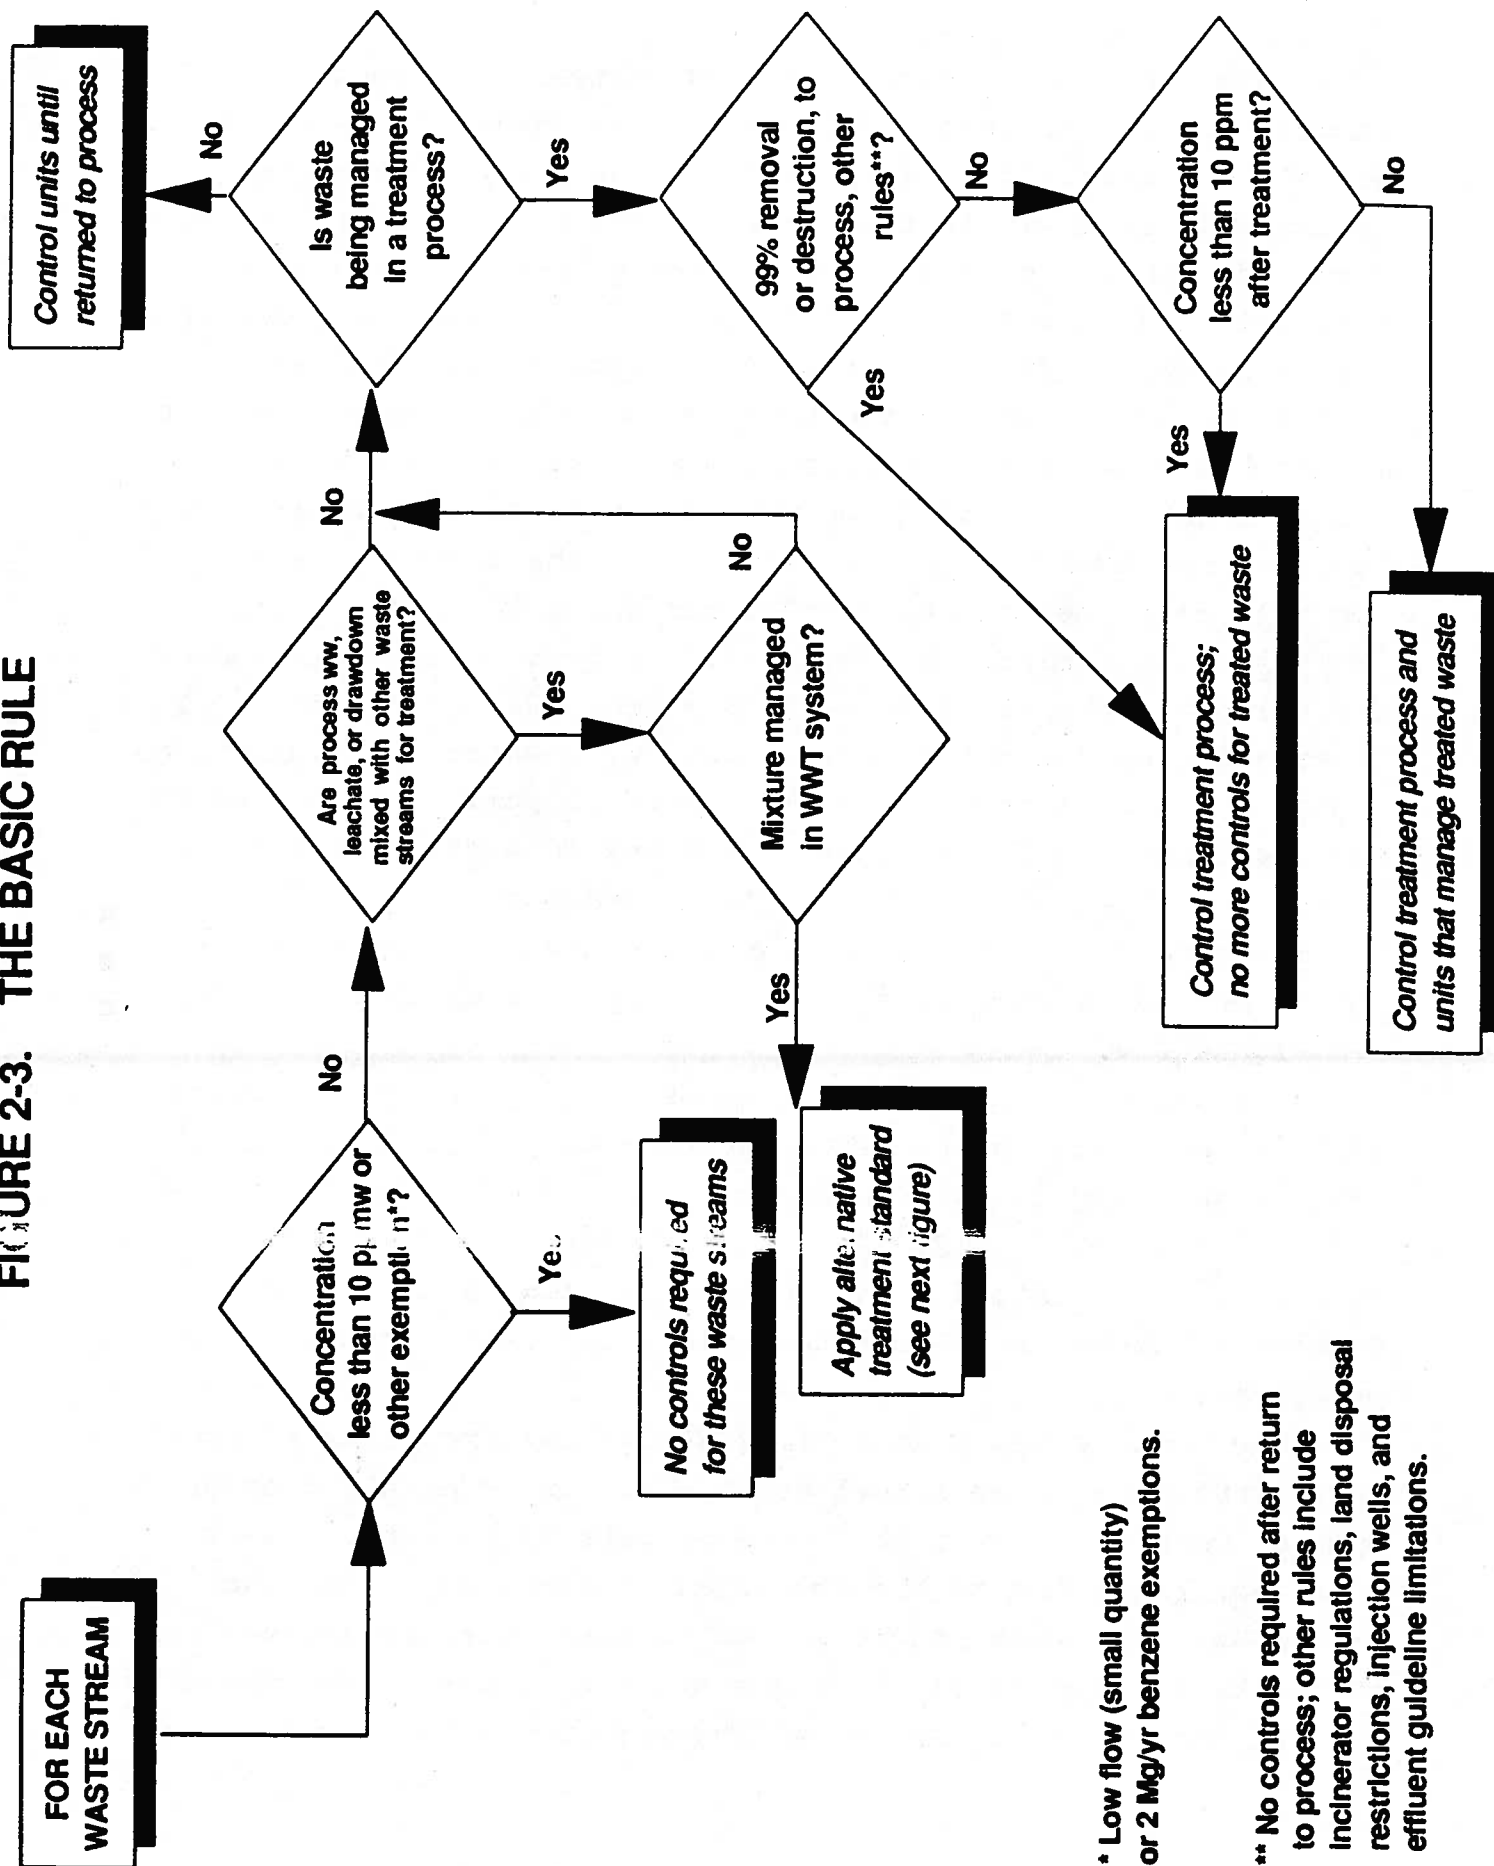 FIGURE 2-3. THE BASIC RULE
FOR EACH
WASTE STREAM
Concentration
less than 10 ppmw or
other exemption*?
No
Yes
No controls required
for these waste streams
Are process ww,
leachate, or drawdown
mixed with other waste
streams for treatment?
No
Yes
Mixture managed
in WWT system?
No
Yes
Apply alternative
treatment standard
(see next figure)
Is waste
being managed
in a treatment
process?
No
Control units until
returned to process
Yes
99% removal
or destruction, to
process, other
rules**?
Yes
No
Concentration
less than 10 ppm
after treatment?
Yes
No
Control treatment process;
no more controls for treated waste
Control treatment process and
units that manage treated waste
* Low flow (small quantity)
or 2 Mg/yr benzene exemptions.
** No controls required after return
to process; other rules include
incinerator regulations, land disposal
restrictions, injection wells, and
effluent guideline limitations.